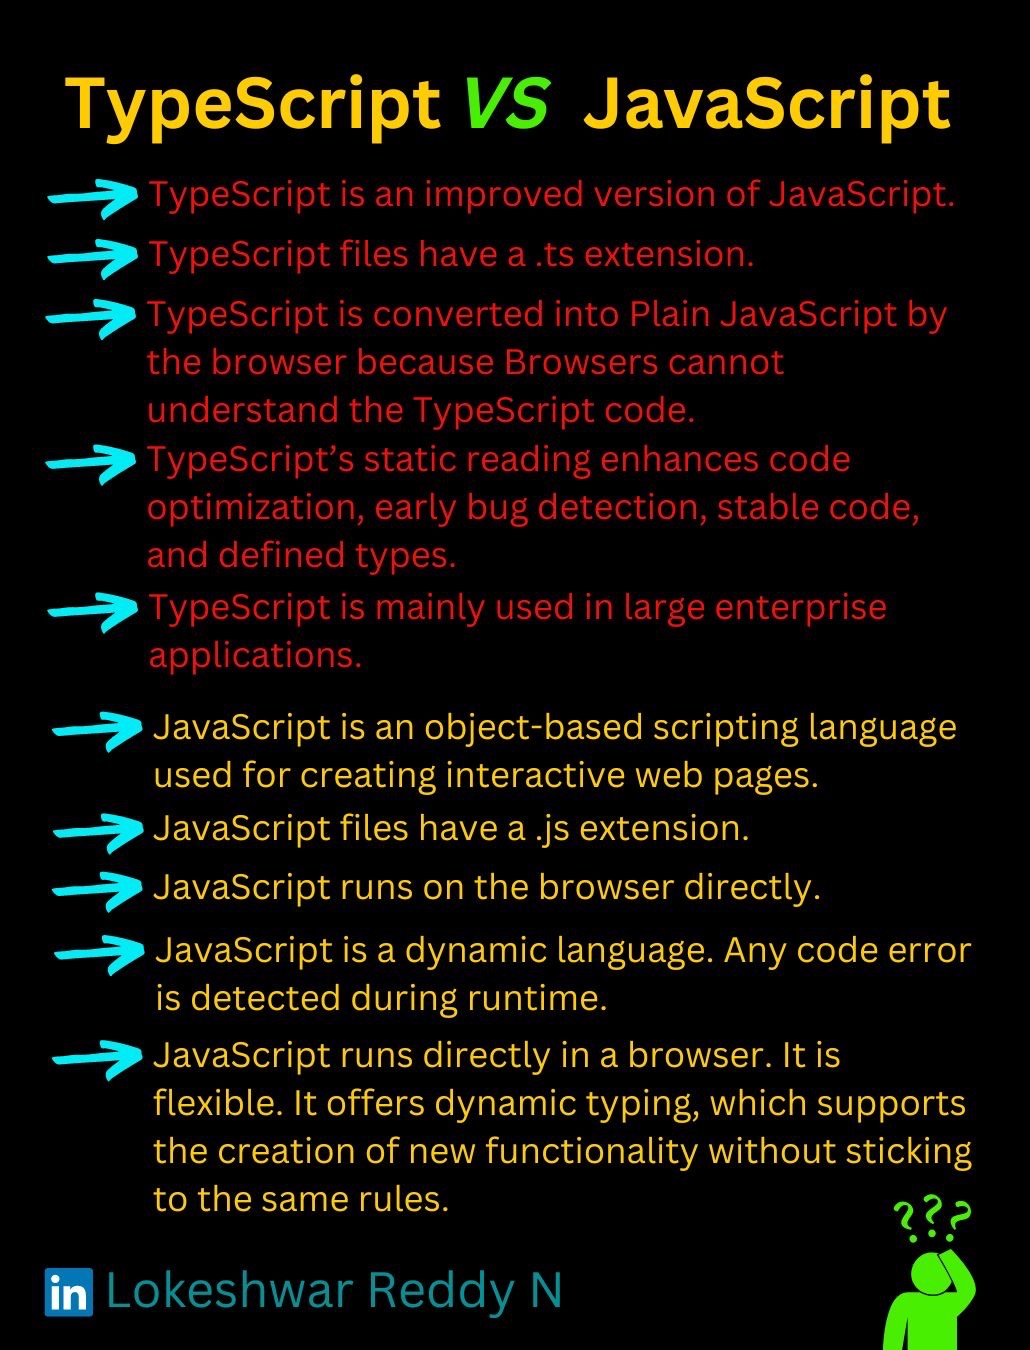 TypeScript VS JavaScript
TypeScript is an improved version of JavaScript.
TypeScript files have a .ts extension.
TypeScript is converted into Plain JavaScript by
the browser because Browsers cannot
understand the TypeScript code.
TypeScript’s static reading enhances code
optimization, early bug detection, stable code,
and defined types.
TypeScript is mainly used in large enterprise
applications.
JavaScript is an object-based scripting language
used for creating interactive web pages.
JavaScript files have a .js extension.
JavaScript runs on the browser directly.
JavaScript is a dynamic language. Any code error
is detected during runtime.
JavaScript runs directly in a browser. It is
flexible. It offers dynamic typing, which supports
the creation of new functionality without sticking
to the same rules.
???
in Lokeshwar Reddy N